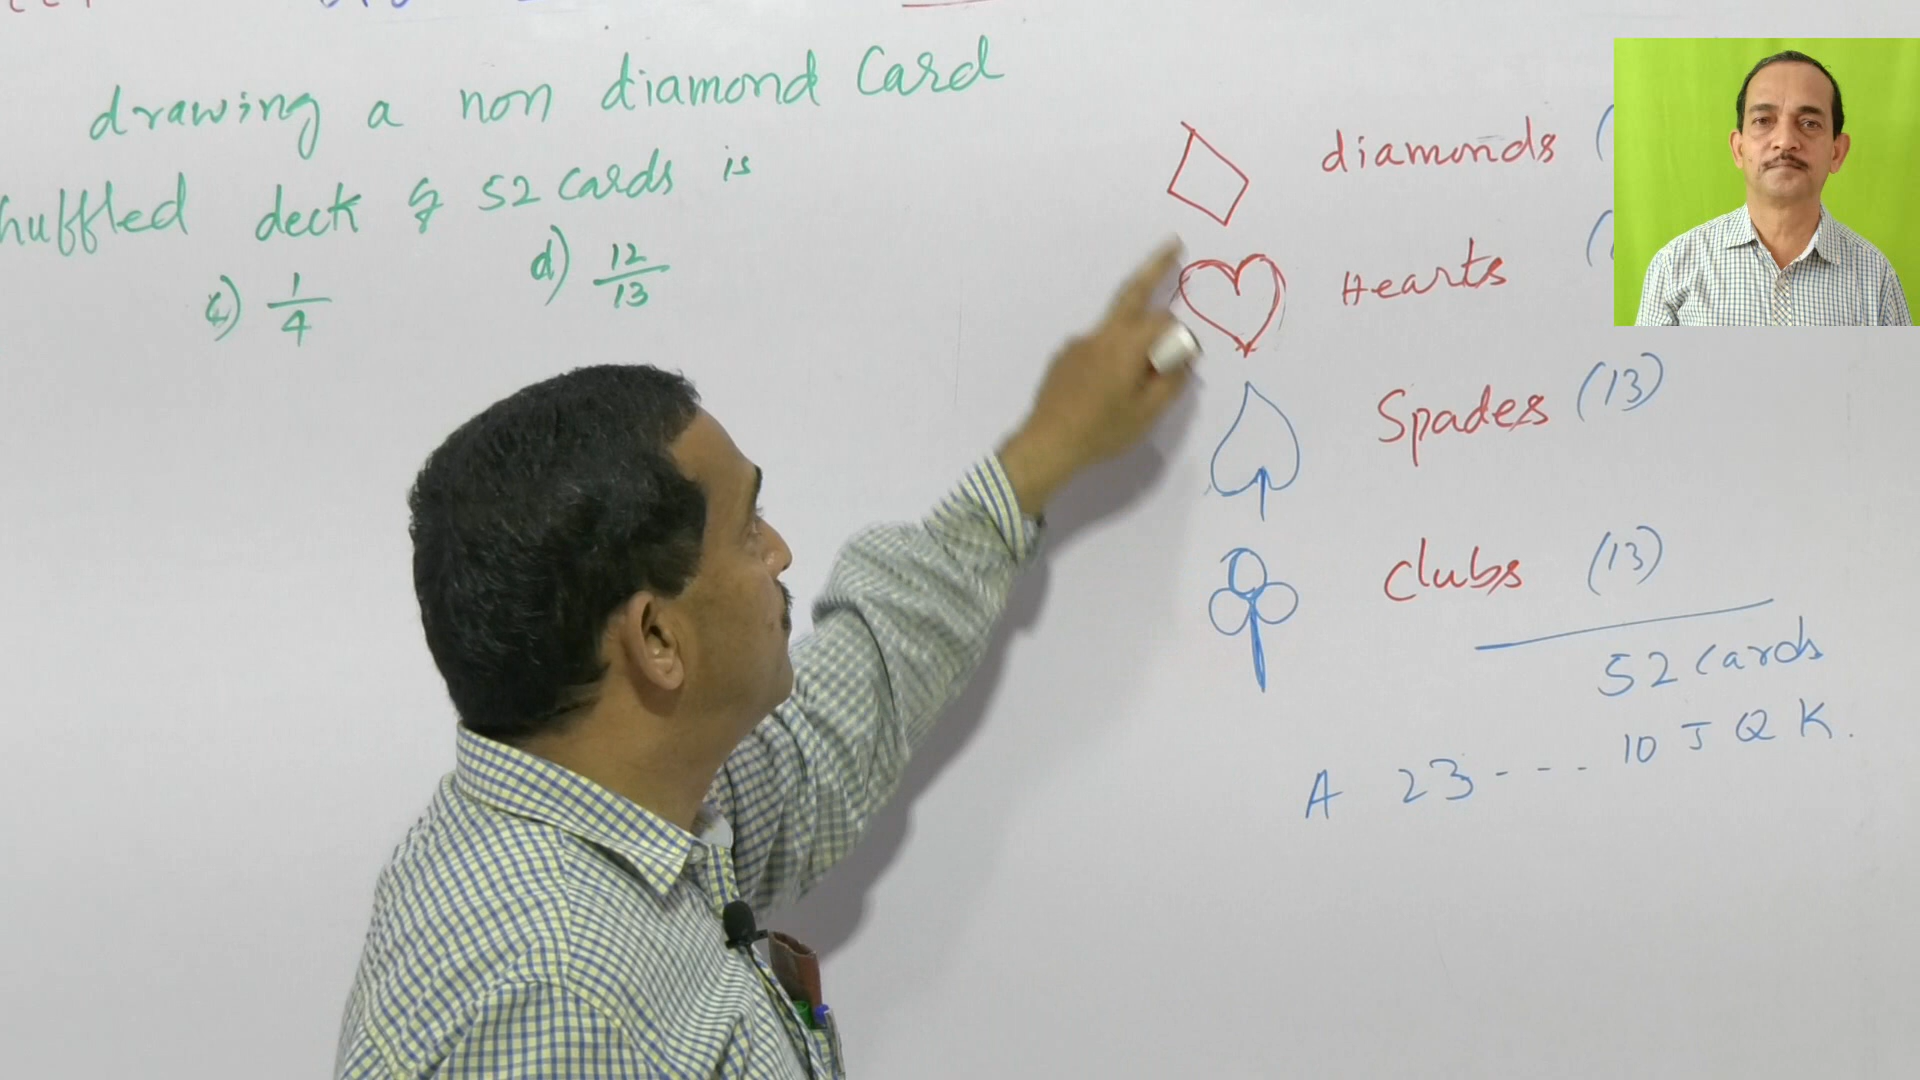 drawing a non diamond Card
huffled deck of 52 cards is
c) 1/4 d) 12/13
diamonds (
Hearts (
Spades (13)
clubs (13)
52 cards
A 2 3 - - - 10 J Q K.